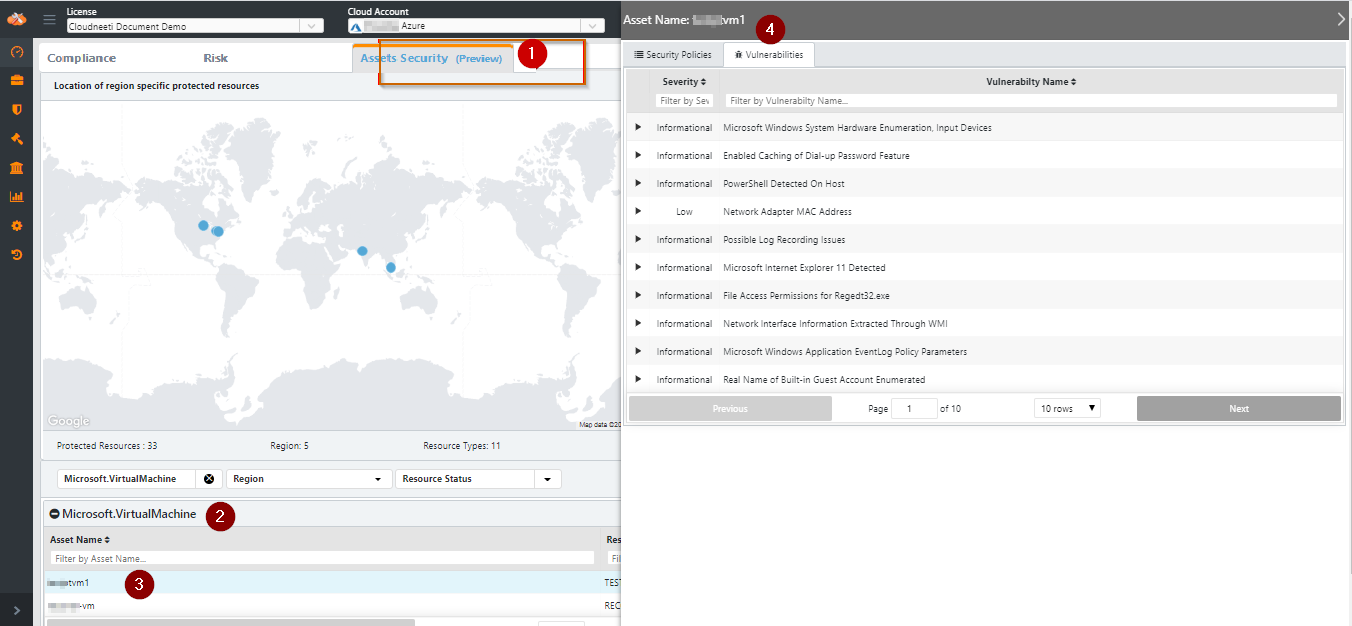 License
Cloudneeti Document Demo
Cloud Account
Azure
Compliance
Risk
Assets Security (Preview)
1
Location of region specific protected resources
Google
Map data ©20
Protected Resources : 33
Region: 5
Resource Types: 11
Microsoft.VirtualMachine
Region
Resource Status
Microsoft.VirtualMachine
2
Asset Name
Res
Filter by Asset Name...
Fil
tvm1
3
TES
-vm
REC
Asset Name: tvm1
4
Security Policies
Vulnerabilities
Severity
Vulnerabilty Name
Filter by Sev
Filter by Vulnerabilty Name...
Informational Microsoft Windows System Hardware Enumeration, Input Devices
Informational Enabled Caching of Dial-up Password Feature
Informational PowerShell Detected On Host
Low Network Adapter MAC Address
Informational Possible Log Recording Issues
Informational Microsoft Internet Explorer 11 Detected
Informational File Access Permissions for Regedt32.exe
Informational Network Interface Information Extracted Through WMI
Informational Microsoft Windows Application EventLog Policy Parameters
Informational Real Name of Built-in Guest Account Enumerated
Previous
Page 1 of 10
10 rows
Next